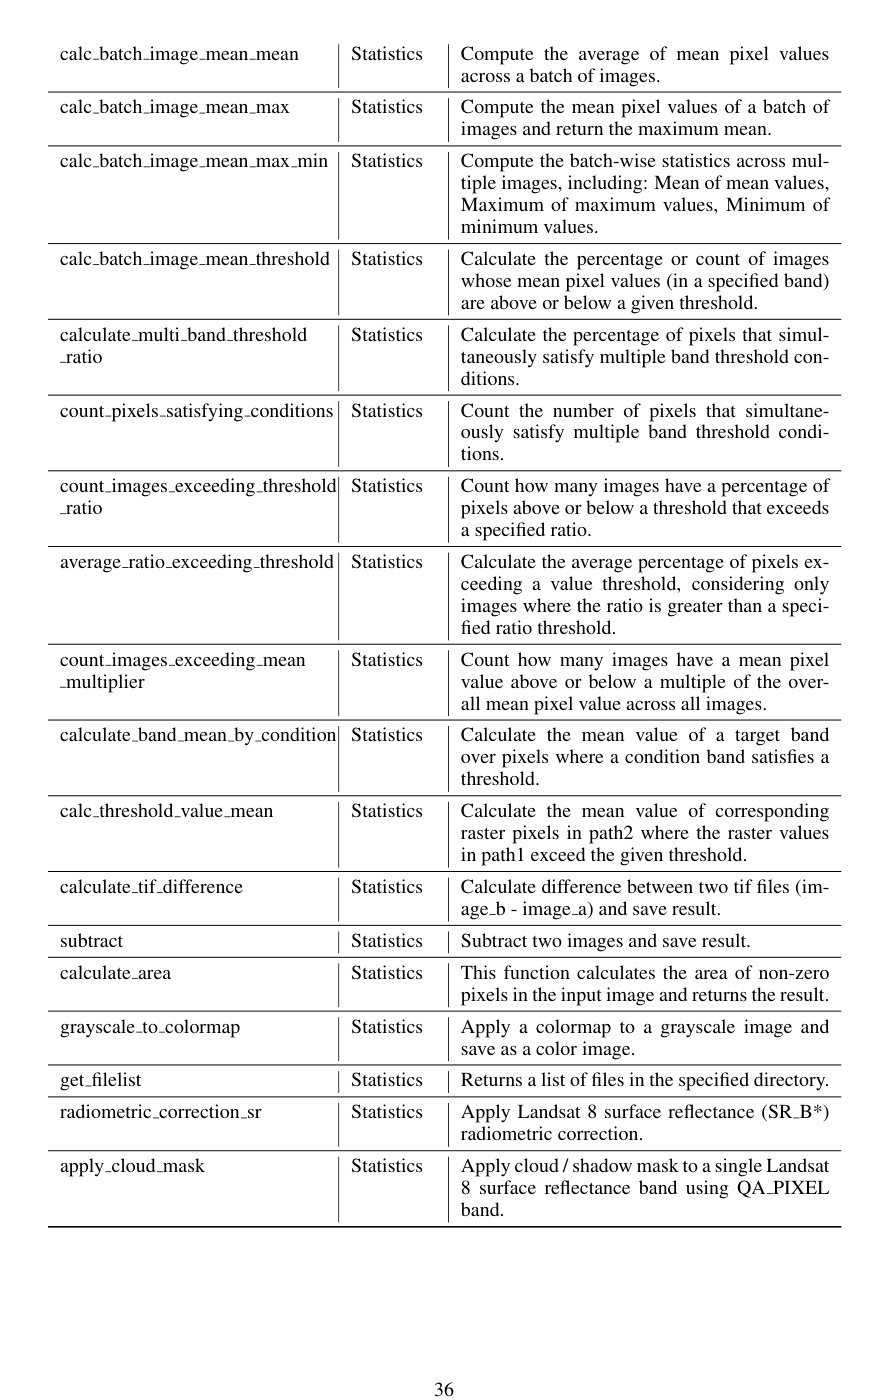 calc_batch_image_mean_mean Statistics Compute the average of mean pixel values
across a batch of images.
calc_batch_image_mean_max Statistics Compute the mean pixel values of a batch of
images and return the maximum mean.
calc_batch_image_mean_max_min Statistics Compute the batch-wise statistics across mul-
tiple images, including: Mean of mean values,
Maximum of maximum values, Minimum of
minimum values.
calc_batch_image_mean_threshold Statistics Calculate the percentage or count of images
whose mean pixel values (in a specified band)
are above or below a given threshold.
calculate_multi_band_threshold Statistics Calculate the percentage of pixels that simul-
_ratio taneously satisfy multiple band threshold con-
ditions.
count_pixels_satisfying_conditions Statistics Count the number of pixels that simultane-
ously satisfy multiple band threshold condi-
tions.
count_images_exceeding_threshold Statistics Count how many images have a percentage of
_ratio pixels above or below a threshold that exceeds
a specified ratio.
average_ratio_exceeding_threshold Statistics Calculate the average percentage of pixels ex-
ceeding a value threshold, considering only
images where the ratio is greater than a speci-
fied ratio threshold.
count_images_exceeding_mean Statistics Count how many images have a mean pixel
_multiplier value above or below a multiple of the over-
all mean pixel value across all images.
calculate_band_mean_by_condition Statistics Calculate the mean value of a target band
over pixels where a condition band satisfies a
threshold.
calc_threshold_value_mean Statistics Calculate the mean value of corresponding
raster pixels in path2 where the raster values
in path1 exceed the given threshold.
calculate_tif_difference Statistics Calculate difference between two tif files (im-
age_b - image_a) and save result.
subtract Statistics Subtract two images and save result.
calculate_area Statistics This function calculates the area of non-zero
pixels in the input image and returns the result.
grayscale_to_colormap Statistics Apply a colormap to a grayscale image and
save as a color image.
get_filelist Statistics Returns a list of files in the specified directory.
radiometric_correction_sr Statistics Apply Landsat 8 surface reflectance (SR_B*)
radiometric correction.
apply_cloud_mask Statistics Apply cloud / shadow mask to a single Landsat
8 surface reflectance band using QA_PIXEL
band.
36